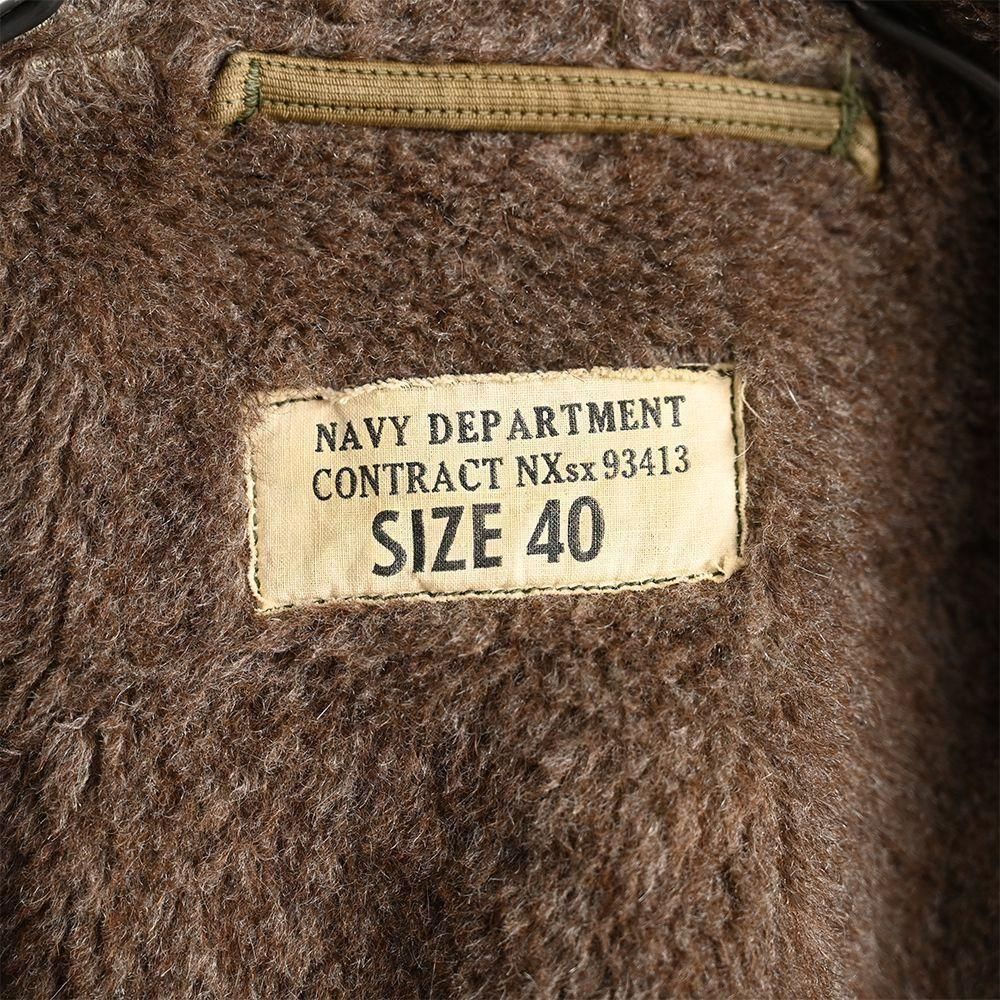 NAVY DEPARTMENT
CONTRACT NXsx 93413
SIZE 40